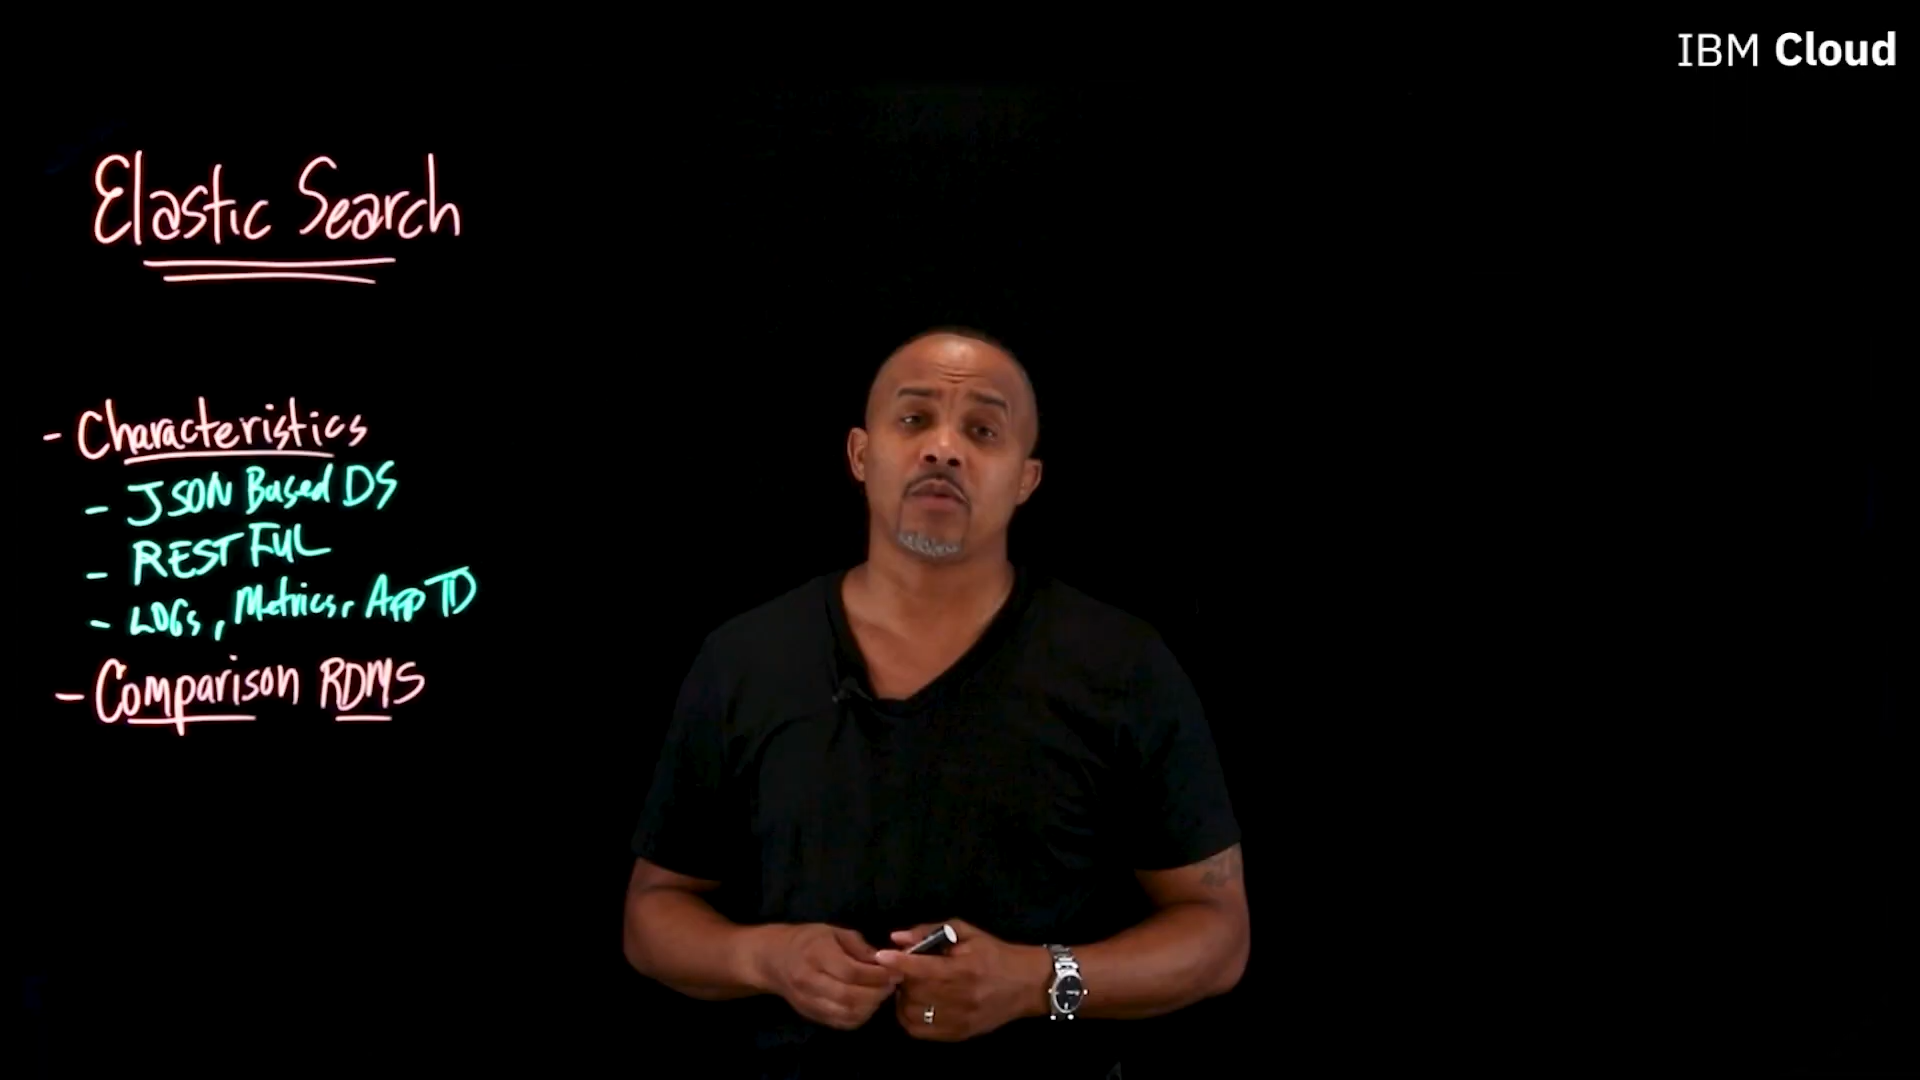 IBM Cloud
Elastic Search
- Characteristics
- JSON Based DS
- RESTFUL
- LOGs, Metrics, App TD
- Comparison RDMS